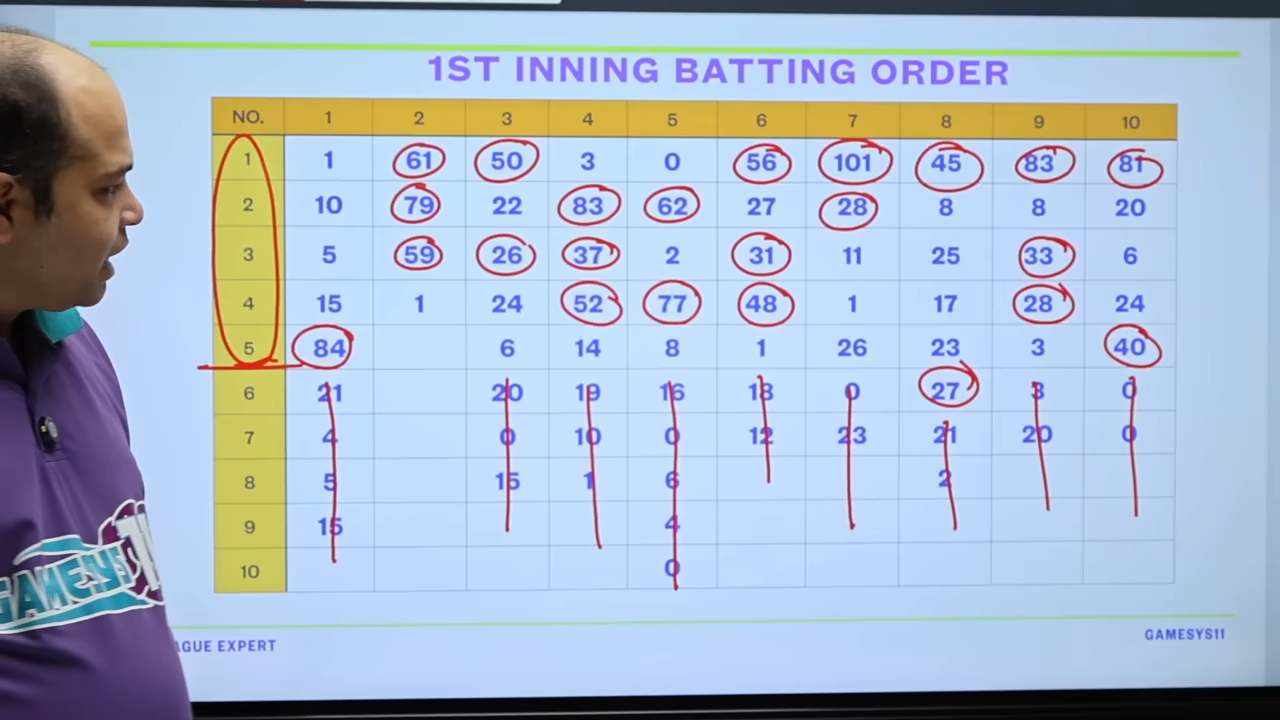 1ST INNING BATTING ORDER
NO. 1 2 3 4 5 6 7 8 9 10
1 1 61 50 3 0 56 101 45 83 81
2 10 79 22 83 62 27 28 8 8 20
3 5 59 26 37 2 31 11 25 33 6
4 15 1 24 52 77 48 1 17 28 24
5 84 6 14 8 1 26 23 3 40
6 21 20 19 16 0 27 3 0
7 4 0 10 0 12 23 21 20 0
8 5 15 1 6 2
9 15 4
10 0
GUE EXPERT
GAMESYS11
GAMESYS